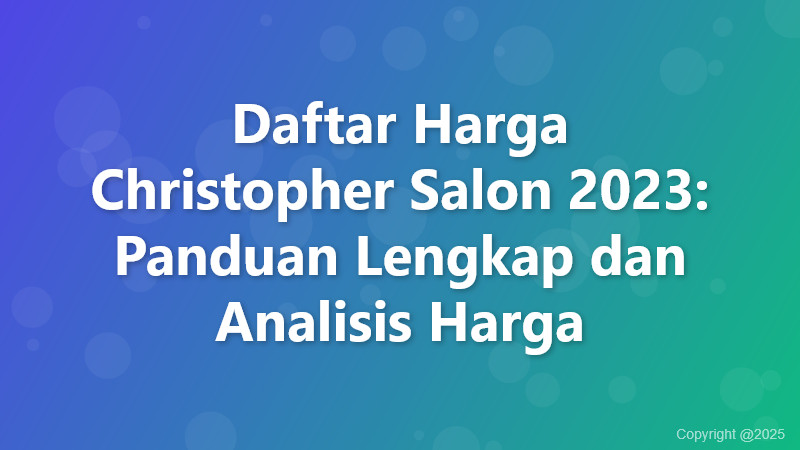 Daftar Harga
Christopher Salon 2023:
Panduan Lengkap dan
Analisis Harga
Copyright @2025